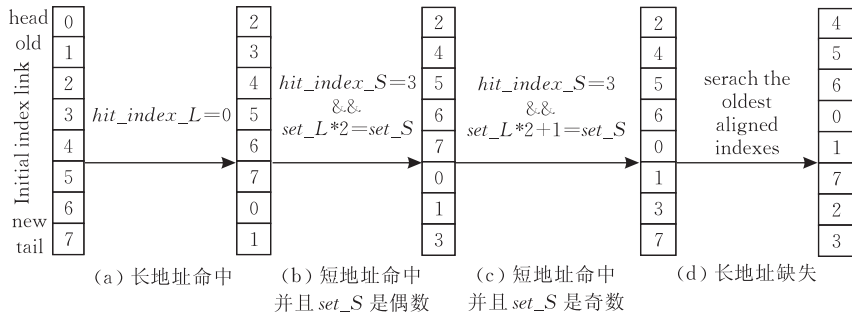 head
old
Initial index link
new
tail
0
1
2
3
4
5
6
7
hit_index_L=0
2
3
4
5
6
7
0
1
hit_index_S=3
&&
set_L*2=set_S
2
4
5
6
7
0
1
3
hit_index_S=3
&&
set_L*2+1=set_S
2
4
5
6
0
1
3
7
serach the
oldest
aligned
indexes
4
5
6
0
1
7
2
3
(a) 长地址命中
(b) 短地址命中
并且 set_S 是偶数
(c) 短地址命中
并且 set_S 是奇数
(d) 长地址缺失